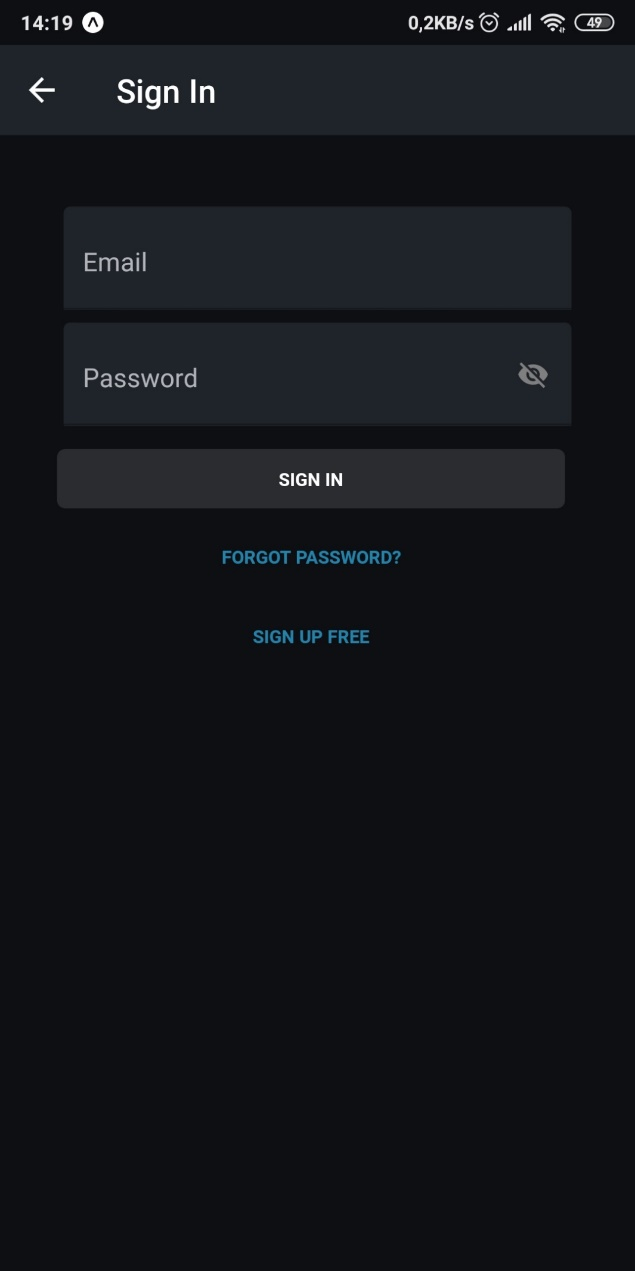 14:19 0,2KB/s 49
Sign In
Email
Password
SIGN IN
FORGOT PASSWORD?
SIGN UP FREE